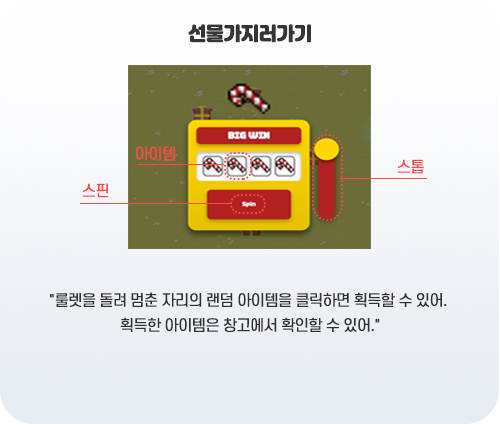 선물가지러가기
BIG WIN
아이템
스톱
스핀
Spin
"룰렛을 돌려 멈춘 자리의 랜덤 아이템을 클릭하면 획득할 수 있어.
획득한 아이템은 창고에서 확인할 수 있어."